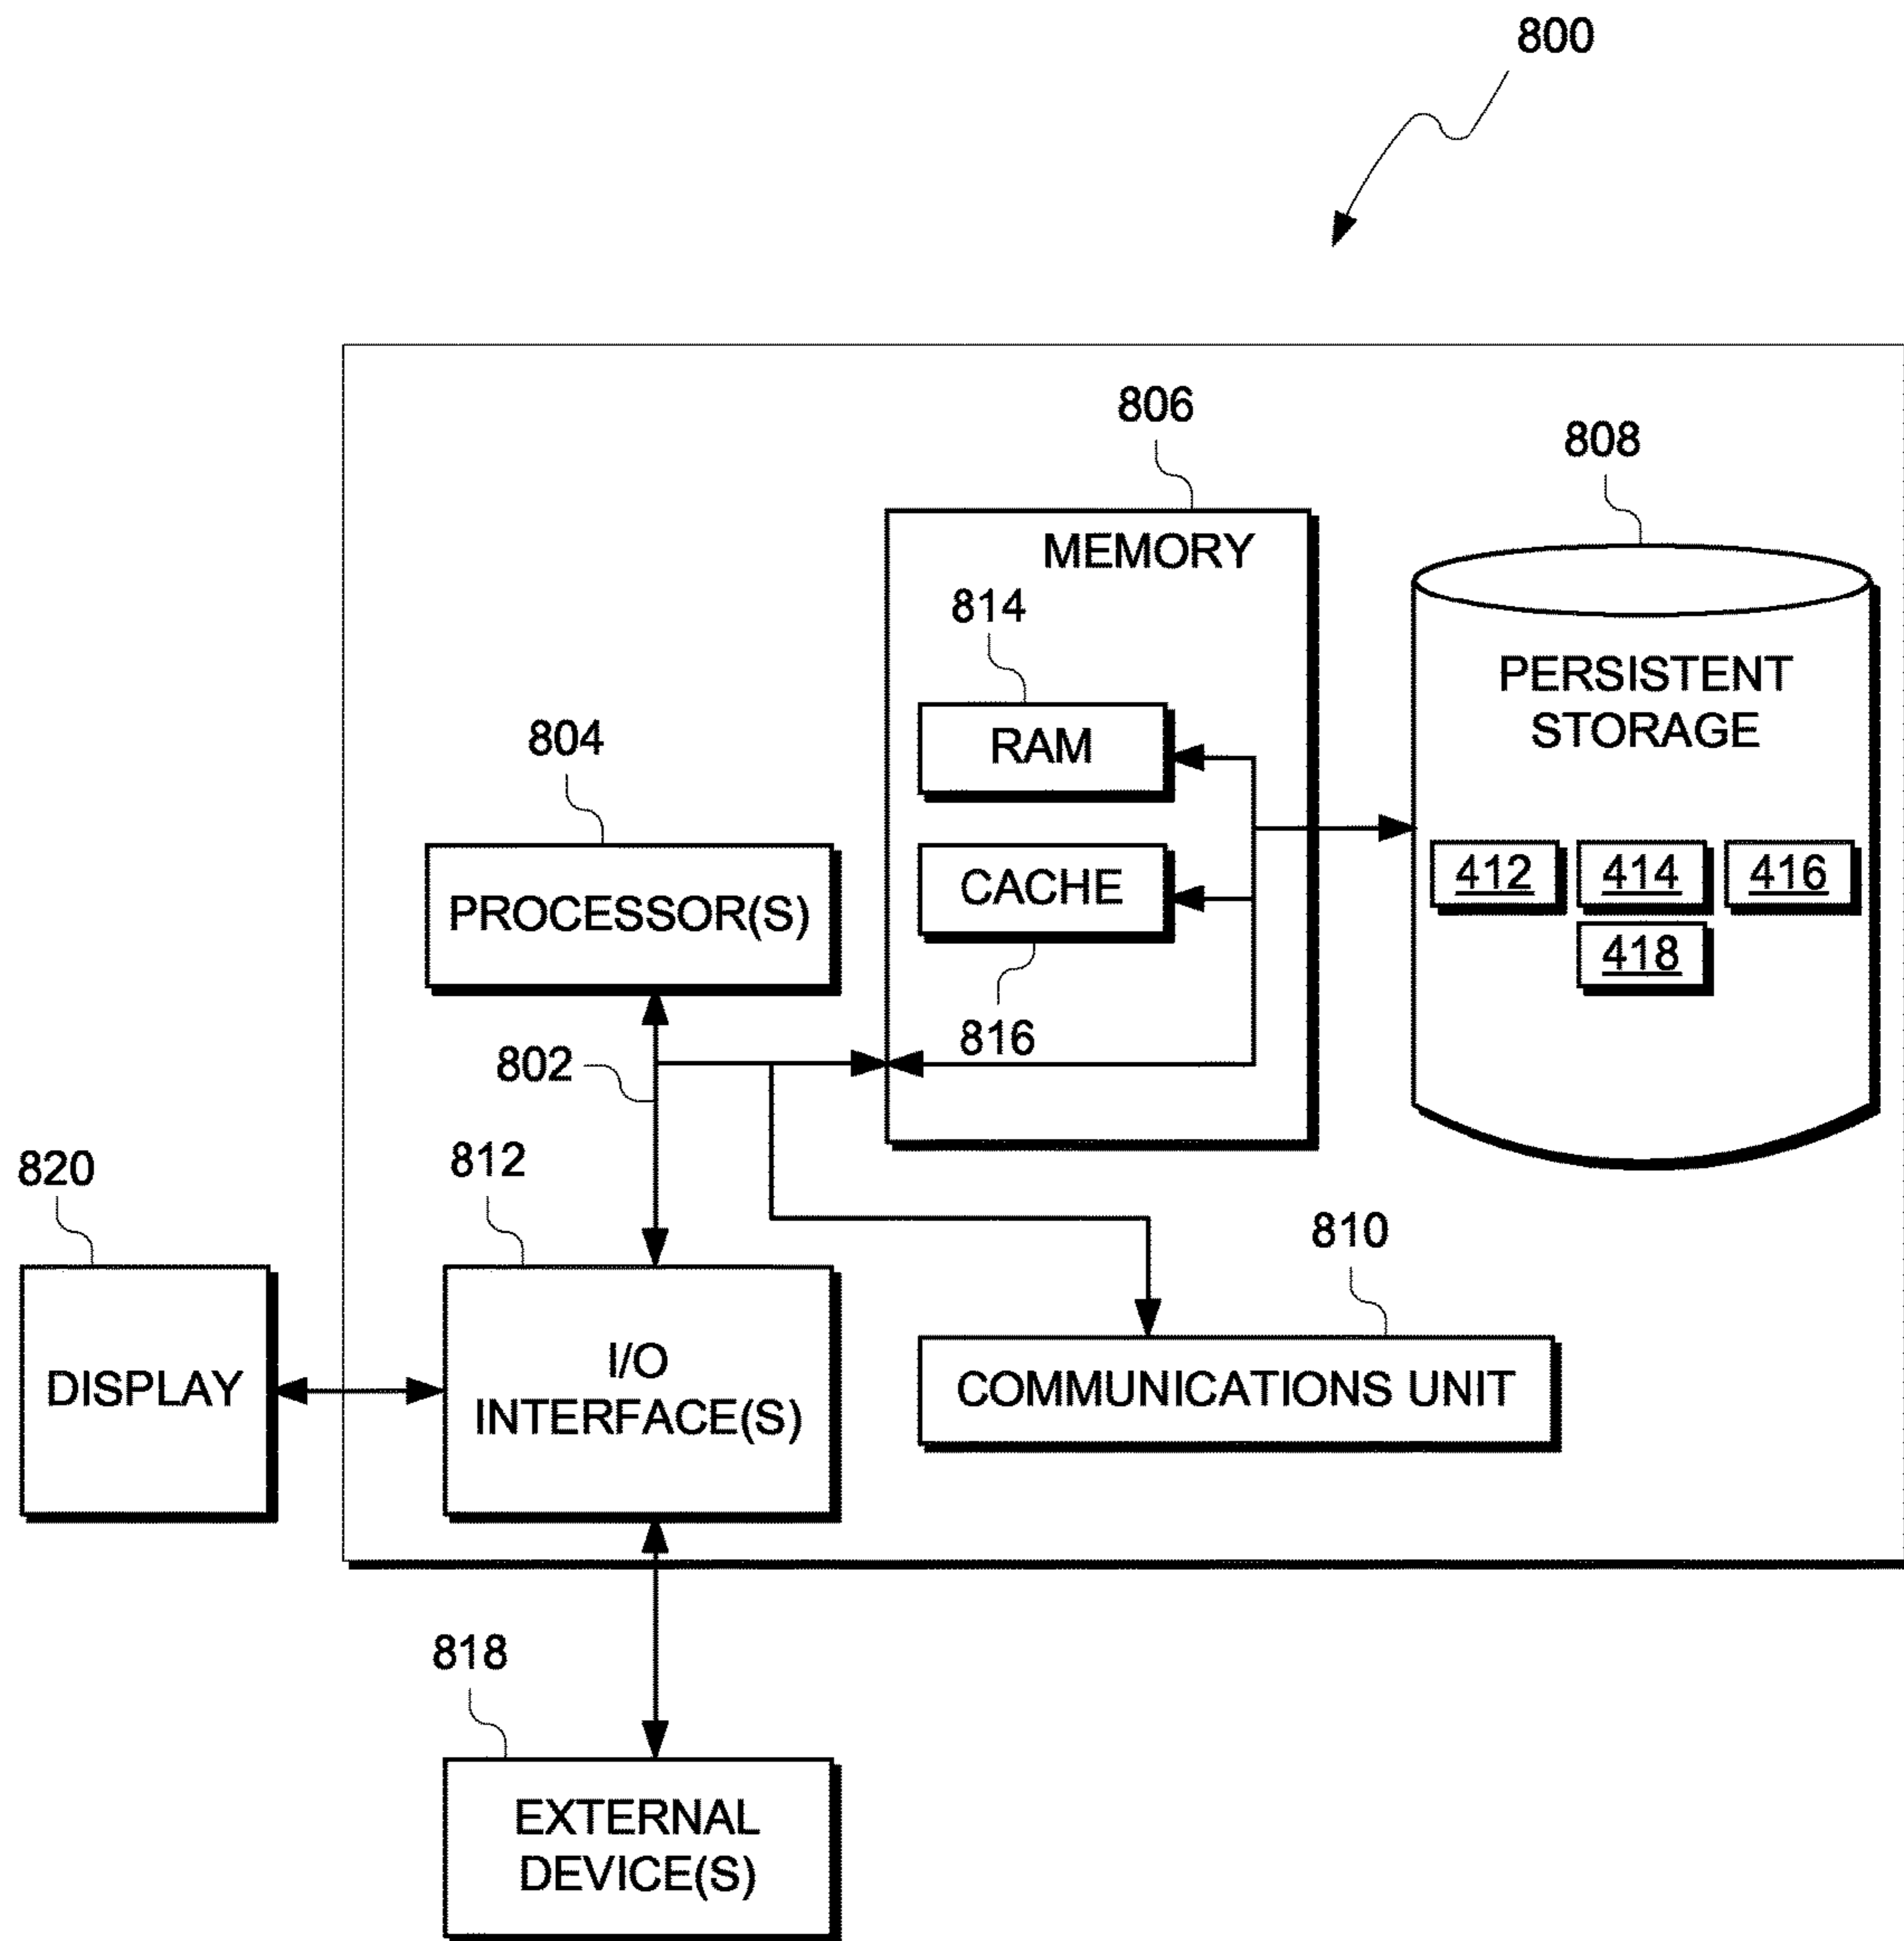 800
806
808
MEMORY
814
PERSISTENT
STORAGE
RAM
804
412 414 416
CACHE
PROCESSOR(S)
418
816
802
820
812
810
I/O
INTERFACE(S)
DISPLAY
COMMUNICATIONS UNIT
818
EXTERNAL
DEVICE(S)